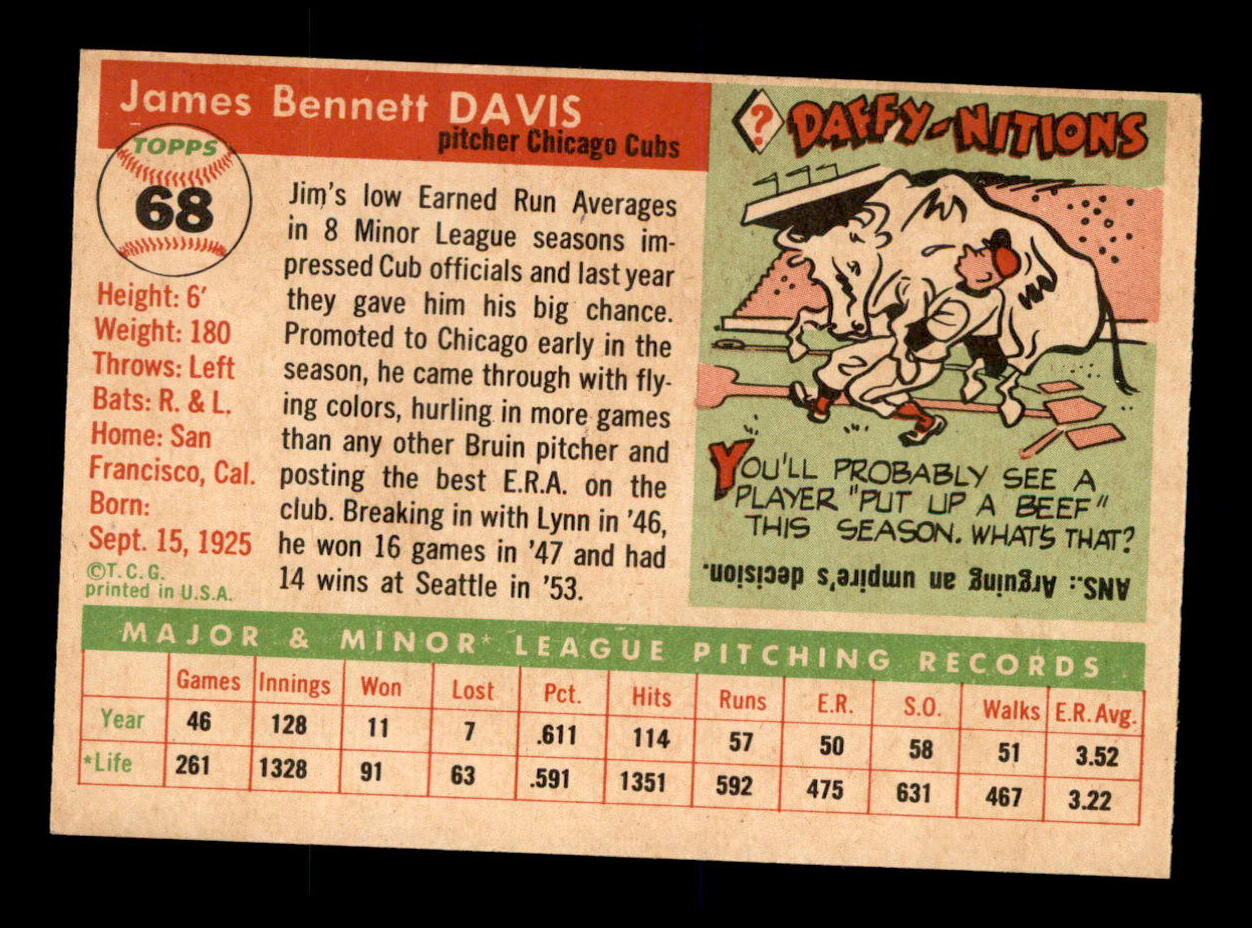 James Bennett DAVIS
pitcher Chicago Cubs
TOPPS
68
Height: 6'
Weight: 180
Throws: Left
Bats: R. & L.
Home: San
Francisco, Cal.
Born:
Sept. 15, 1925
©T.C.G.
printed in U.S.A.
Jim's low Earned Run Averages
in 8 Minor League seasons im-
pressed Cub officials and last year
they gave him his big chance.
Promoted to Chicago early in the
season, he came through with fly-
ing colors, hurling in more games
than any other Bruin pitcher and
posting the best E.R.A. on the
club. Breaking in with Lynn in '46,
he won 16 games in '47 and had
14 wins at Seattle in '53.
? DAFFY-NITIONS
YOU'LL PROBABLY SEE A
PLAYER "PUT UP A BEEF"
THIS SEASON. WHAT'S THAT?
ANS.: Arguing an umpire's decision.
MAJOR & MINOR* LEAGUE PITCHING RECORDS
Games Innings Won Lost Pct. Hits Runs E.R. S.O. Walks E.R. Avg.
Year 46 128 11 7 .611 114 57 50 58 51 3.52
*Life 261 1328 91 63 .591 1351 592 475 631 467 3.22